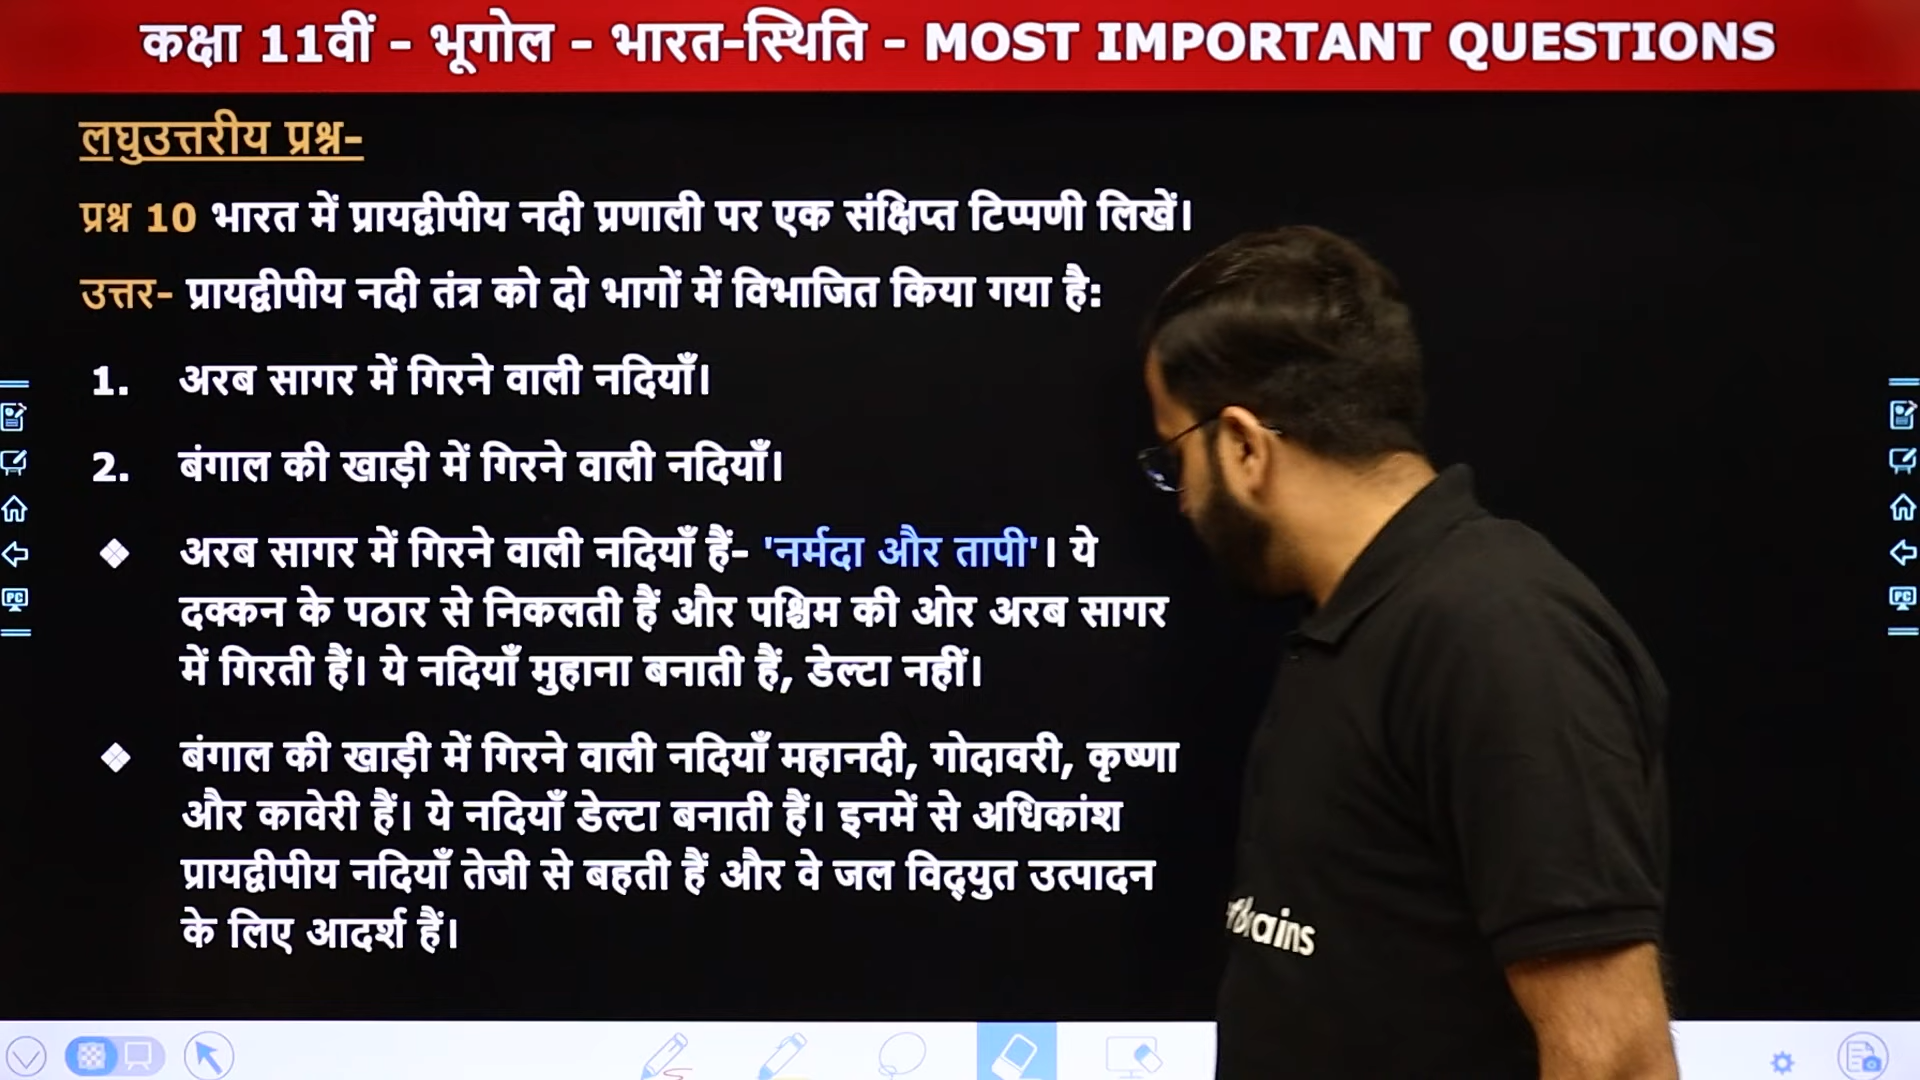 कक्षा 11वीं - भूगोल - भारत-स्थिति - MOST IMPORTANT QUESTIONS
लघुउत्तरीय प्रश्न-
प्रश्न 10 भारत में प्रायद्वीपीय नदी प्रणाली पर एक संक्षिप्त टिप्पणी लिखें।
उत्तर- प्रायद्वीपीय नदी तंत्र को दो भागों में विभाजित किया गया है:
1. अरब सागर में गिरने वाली नदियाँ।
2. बंगाल की खाड़ी में गिरने वाली नदियाँ।
❖ अरब सागर में गिरने वाली नदियाँ हैं- 'नर्मदा और तापी'। ये
दक्कन के पठार से निकलती हैं और पश्चिम की ओर अरब सागर
में गिरती हैं। ये नदियाँ मुहाना बनाती हैं, डेल्टा नहीं।
❖ बंगाल की खाड़ी में गिरने वाली नदियाँ महानदी, गोदावरी, कृष्णा
और कावेरी हैं। ये नदियाँ डेल्टा बनाती हैं। इनमें से अधिकांश
प्रायद्वीपीय नदियाँ तेजी से बहती हैं और वे जल विद्युत उत्पादन
के लिए आदर्श हैं।
PC
PC